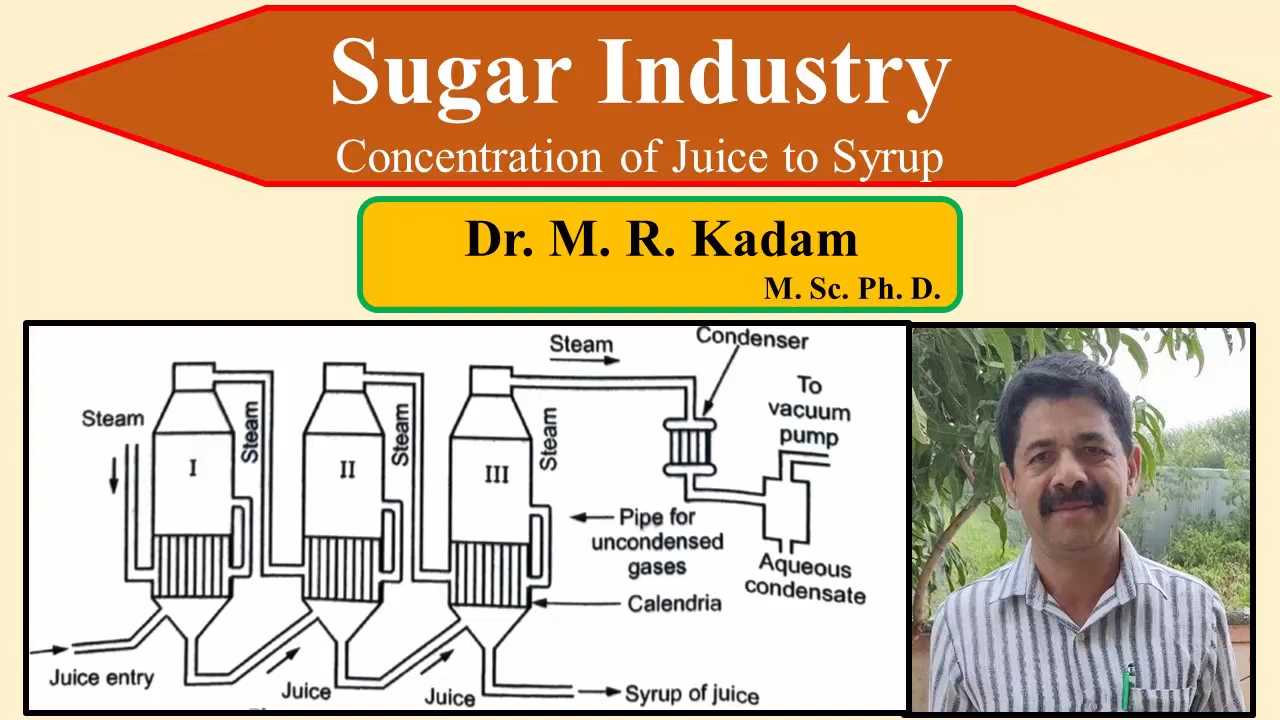 Sugar Industry
Concentration of Juice to Syrup
Dr. M. R. Kadam
M. Sc. Ph. D.
Steam
Condenser
To
vacuum
pump
Steam
Steam
Steam
Steam
I
II
III
Pipe for
uncondensed
gases
Aqueous
condensate
Calendria
Juice entry
Juice
Juice
Syrup of juice